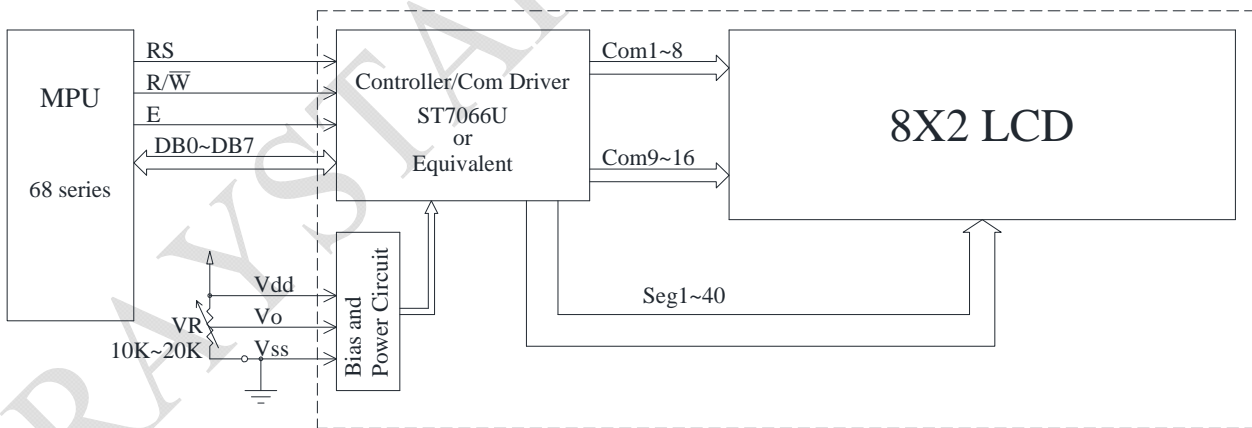 MPU
68 series
RS
R/W̅
E
DB0~DB7
Controller/Com Driver
ST7066U
or
Equivalent
Com1~8
Com9~16
8X2 LCD
Seg1~40
Vdd
Vo
Vss
VR
10K~20K
Bias and
Power Circuit
RAYSTAR